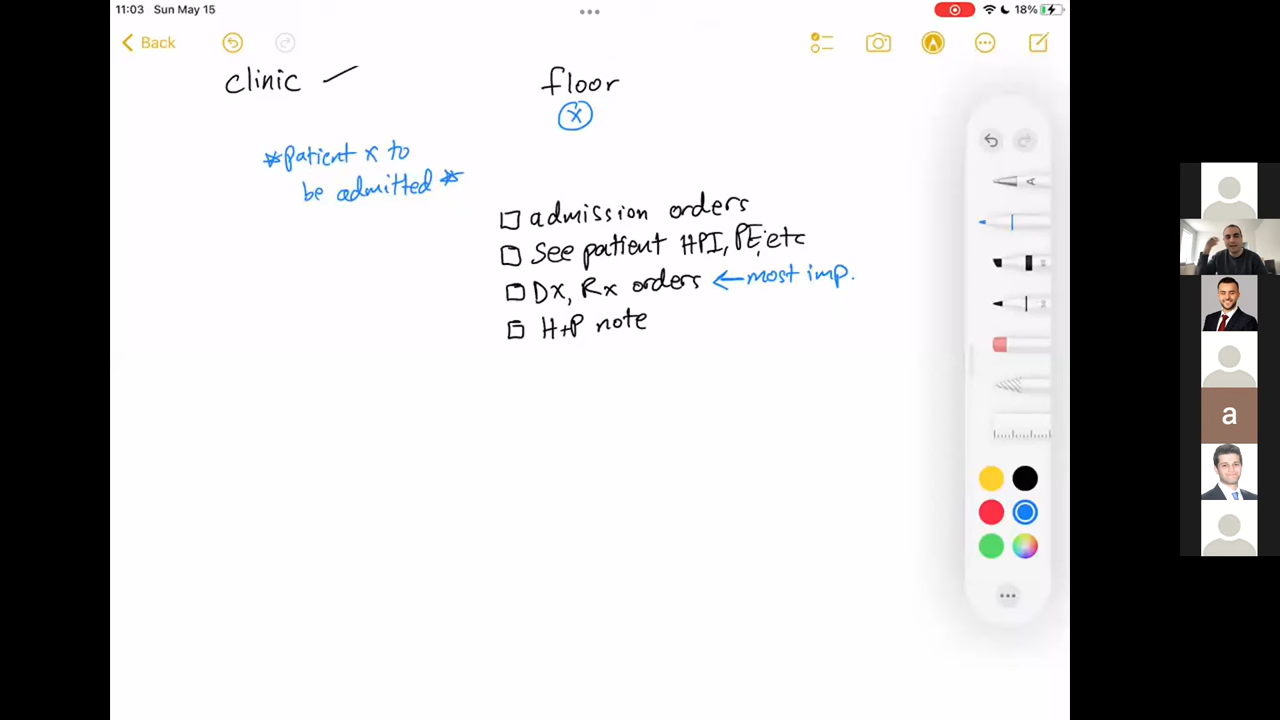 11:03 Sun May 15
18%
Back
clinic
floor
x
*patient x to
be admitted*
admission orders
See patient HPI, PE, etc
Dx, Rx orders ← most imp.
H+P note
A
a